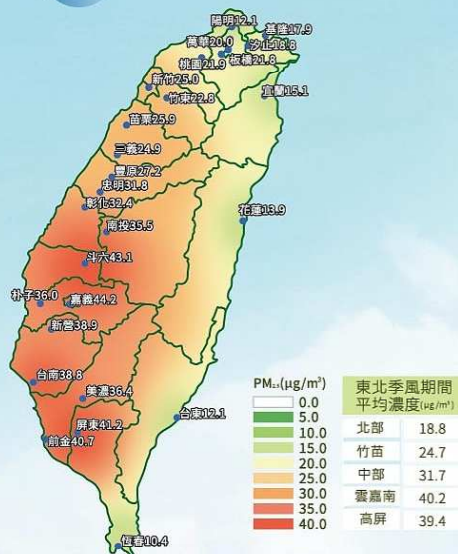 陽明12.1
基隆17.9
萬華20.0
汐止18.8
桃園21.9
板橋21.8
新竹25.0
竹東22.8
宜蘭15.1
苗栗25.9
三義24.9
豐原27.2
忠明31.8
彰化32.4
花蓮13.9
南投35.5
斗六43.1
朴子36.0
嘉義44.2
新營38.9
台南38.8
美濃36.4
屏東41.2
前金40.7
台東12.1
恆春10.4
PM₂.₅(μg/m³)
0.0
5.0
10.0
15.0
20.0
25.0
30.0
35.0
40.0
東北季風期間
平均濃度(μg/m³)
北部 18.8
竹苗 24.7
中部 31.7
雲嘉南 40.2
高屏 39.4